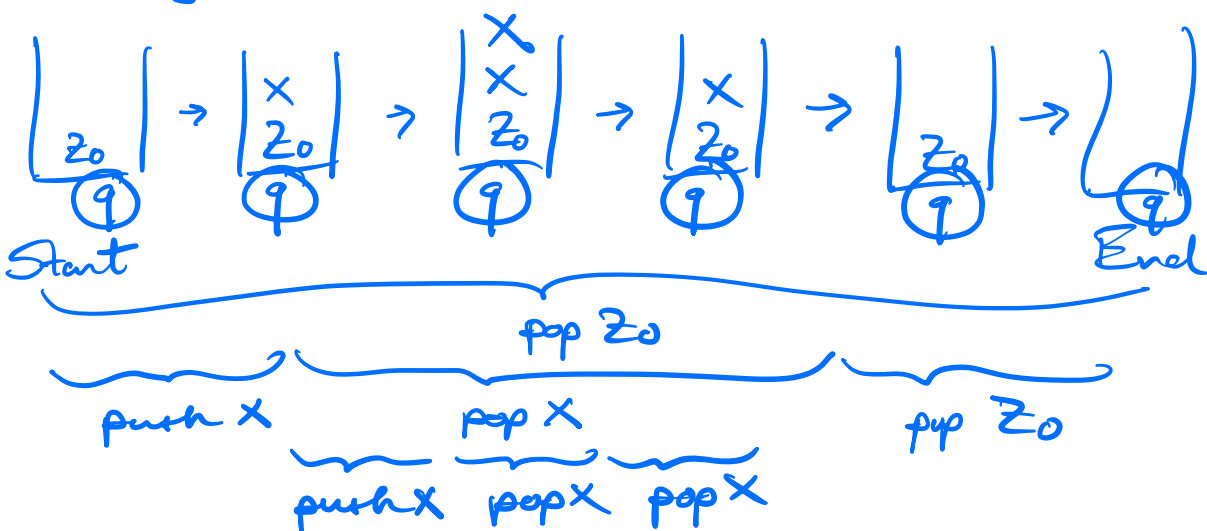 X
X X X
Z₀ → Z₀ → Z₀ → Z₀ → Z₀ →
q q q q q q
Start End
pop Z₀
push X pop X pop Z₀
push X pop X pop X